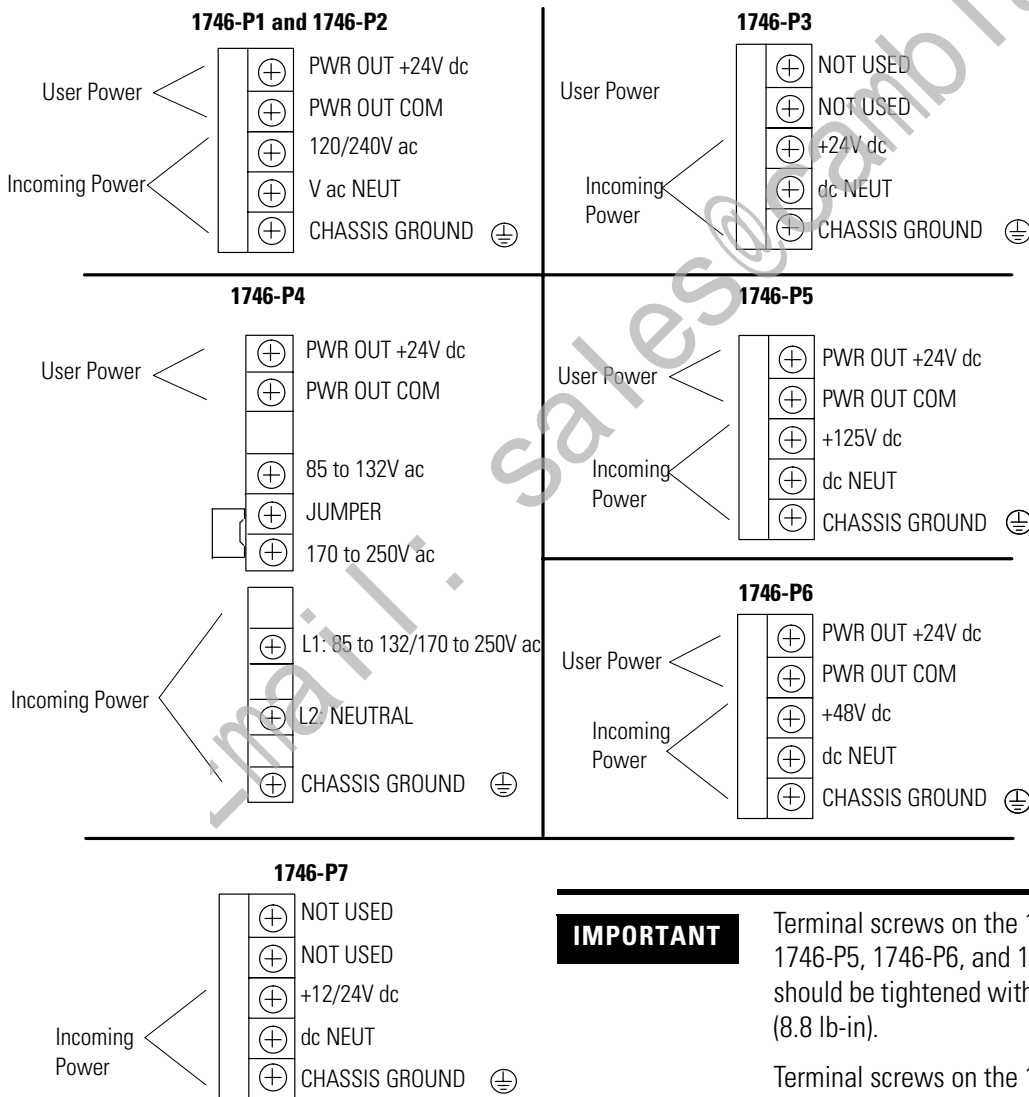 1746-P1 and 1746-P2
User Power
PWR OUT +24V dc
PWR OUT COM
Incoming Power
120/240V ac
V ac NEUT
CHASSIS GROUND
1746-P3
User Power
NOT USED
NOT USED
Incoming
Power
+24V dc
dc NEUT
CHASSIS GROUND
1746-P4
User Power
PWR OUT +24V dc
PWR OUT COM
85 to 132V ac
JUMPER
170 to 250V ac
Incoming Power
L1: 85 to 132/170 to 250V ac
L2: NEUTRAL
CHASSIS GROUND
1746-P5
User Power
PWR OUT +24V dc
PWR OUT COM
Incoming
Power
+125V dc
dc NEUT
CHASSIS GROUND
1746-P6
User Power
PWR OUT +24V dc
PWR OUT COM
Incoming
Power
+48V dc
dc NEUT
CHASSIS GROUND
1746-P7
NOT USED
NOT USED
Incoming
Power
+12/24V dc
dc NEUT
CHASSIS GROUND
IMPORTANT
Terminal screws on the
1746-P5, 1746-P6, and
should be tightened with
(8.8 lb-in).
Terminal screws on the
mail: sales@cambia